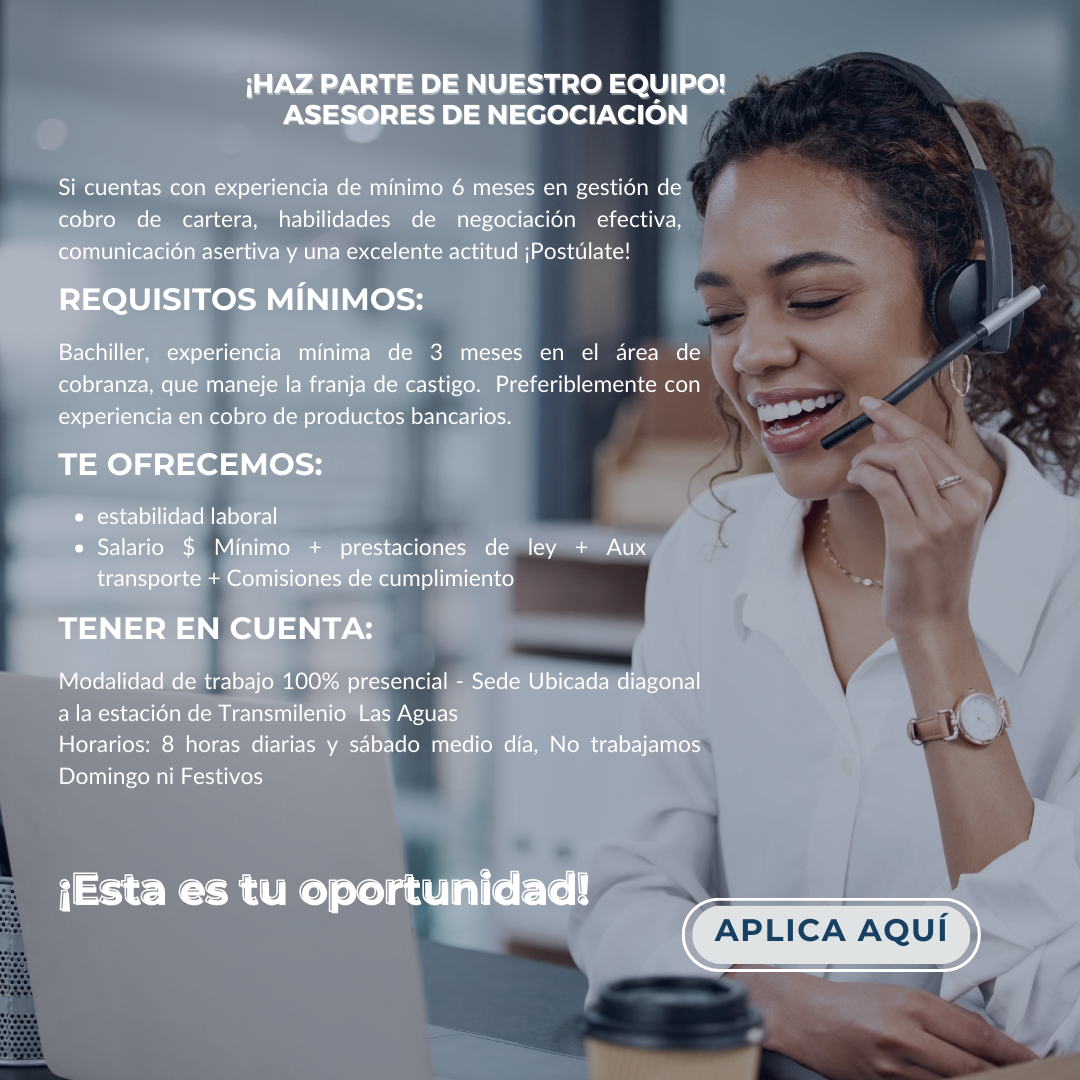 ¡HAZ PARTE DE NUESTRO EQUIPO!
ASESORES DE NEGOCIACIÓN
Si cuentas con experiencia de mínimo 6 meses en gestión de
cobro de cartera, habilidades de negociación efectiva,
comunicación asertiva y una excelente actitud ¡Postúlate!
REQUISITOS MÍNIMOS:
Bachiller, experiencia mínima de 3 meses en el área de
cobranza, que maneje la franja de castigo. Preferiblemente con
experiencia en cobro de productos bancarios.
TE OFRECEMOS:
• estabilidad laboral
• Salario $ Mínimo + prestaciones de ley + Aux
transporte + Comisiones de cumplimiento
TENER EN CUENTA:
Modalidad de trabajo 100% presencial - Sede Ubicada diagonal
a la estación de Transmilenio Las Aguas
Horarios: 8 horas diarias y sábado medio día, No trabajamos
Domingo ni Festivos
¡Esta es tu oportunidad!
APLICA AQUÍ